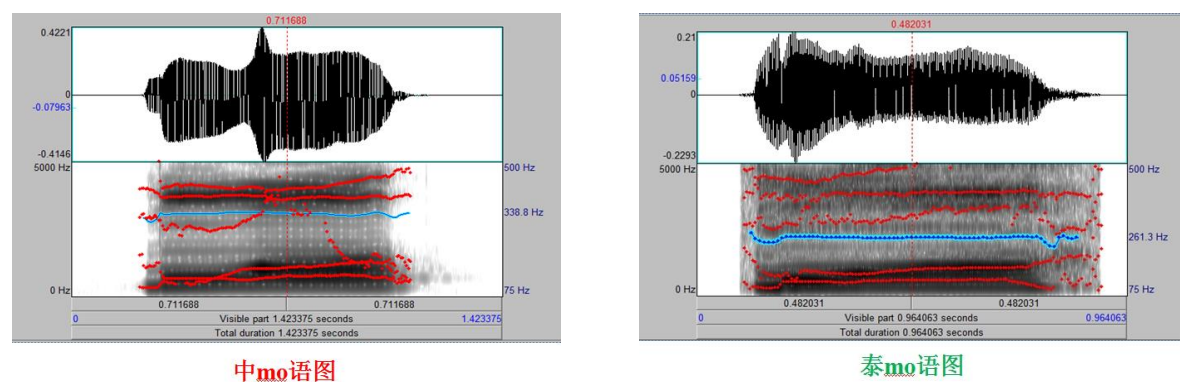 0.711688
0.4221
0
-0.07963
-0.4146
5000 Hz
500 Hz
338.8 Hz
0 Hz
75 Hz
0.711688
0.711688
0
Visible part 1.423375 seconds
1.423375
Total duration 1.423375 seconds
中mo语图
0.482031
0.21
0.05159
0
-0.2293
5000 Hz
500 Hz
261.3 Hz
0 Hz
75 Hz
0.482031
0.482031
0
Visible part 0.964063 seconds
0.964063
Total duration 0.964063 seconds
泰mo语图